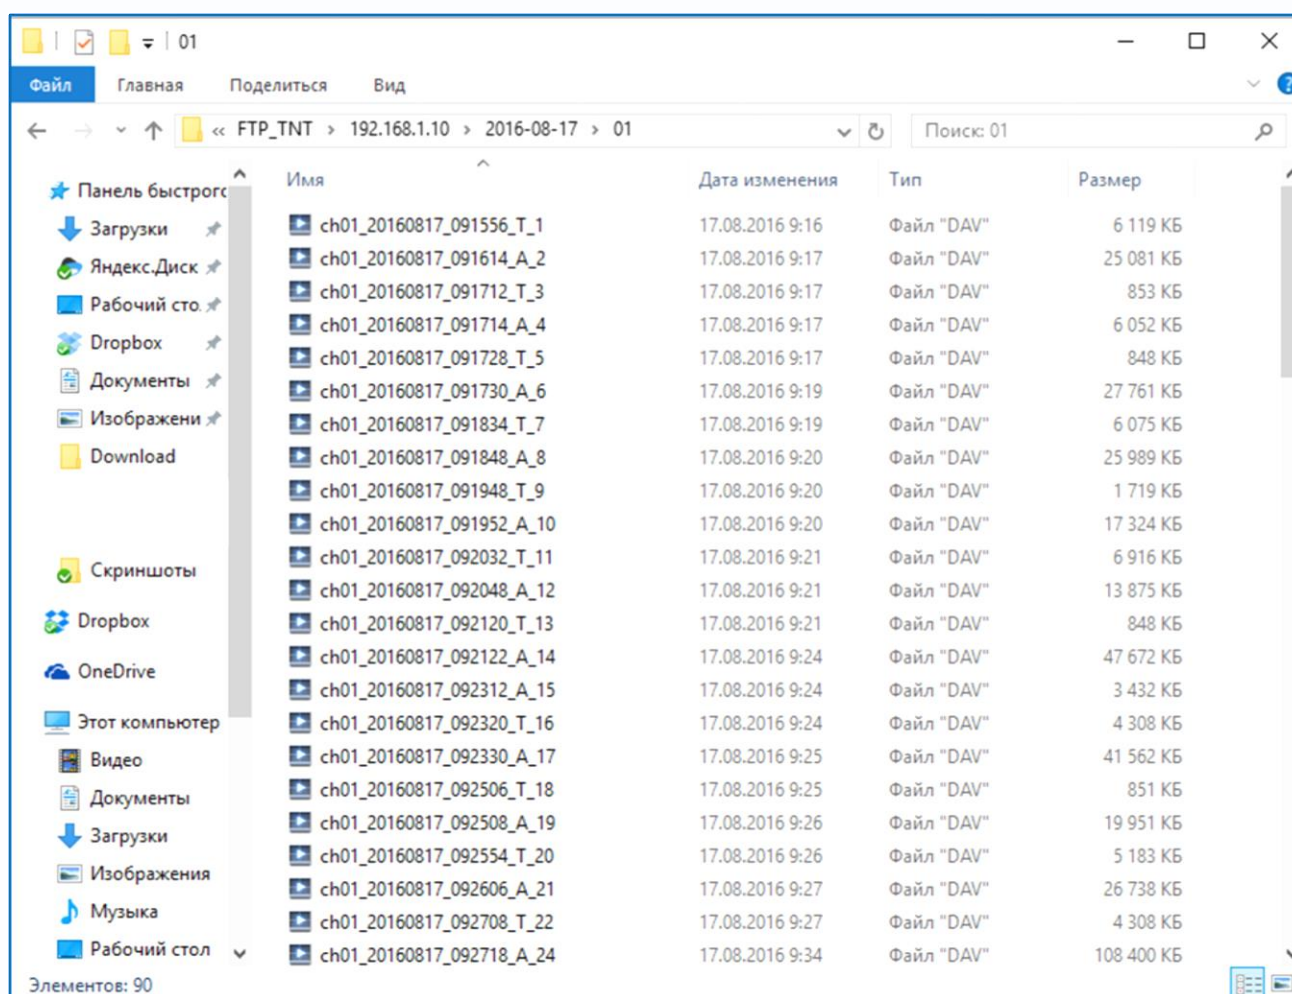 01
Файл Главная Поделиться Вид ?
« FTP_TNT › 192.168.1.10 › 2016-08-17 › 01 Поиск: 01
Имя Дата изменения Тип Размер
Панель быстрого
Загрузки
Яндекс.Диск
Рабочий сто
Dropbox
Документы
Изображени
Download
Скриншоты
Dropbox
OneDrive
Этот компьютер
Видео
Документы
Загрузки
Изображения
Музыка
Рабочий стол
ch01_20160817_091556_T_1 17.08.2016 9:16 Файл "DAV" 6 119 КБ
ch01_20160817_091614_A_2 17.08.2016 9:17 Файл "DAV" 25 081 КБ
ch01_20160817_091712_T_3 17.08.2016 9:17 Файл "DAV" 853 КБ
ch01_20160817_091714_A_4 17.08.2016 9:17 Файл "DAV" 6 052 КБ
ch01_20160817_091728_T_5 17.08.2016 9:17 Файл "DAV" 848 КБ
ch01_20160817_091730_A_6 17.08.2016 9:19 Файл "DAV" 27 761 КБ
ch01_20160817_091834_T_7 17.08.2016 9:19 Файл "DAV" 6 075 КБ
ch01_20160817_091848_A_8 17.08.2016 9:20 Файл "DAV" 25 989 КБ
ch01_20160817_091948_T_9 17.08.2016 9:20 Файл "DAV" 1 719 КБ
ch01_20160817_091952_A_10 17.08.2016 9:20 Файл "DAV" 17 324 КБ
ch01_20160817_092032_T_11 17.08.2016 9:21 Файл "DAV" 6 916 КБ
ch01_20160817_092048_A_12 17.08.2016 9:21 Файл "DAV" 13 875 КБ
ch01_20160817_092120_T_13 17.08.2016 9:21 Файл "DAV" 848 КБ
ch01_20160817_092122_A_14 17.08.2016 9:24 Файл "DAV" 47 672 КБ
ch01_20160817_092312_A_15 17.08.2016 9:24 Файл "DAV" 3 432 КБ
ch01_20160817_092320_T_16 17.08.2016 9:24 Файл "DAV" 4 308 КБ
ch01_20160817_092330_A_17 17.08.2016 9:25 Файл "DAV" 41 562 КБ
ch01_20160817_092506_T_18 17.08.2016 9:25 Файл "DAV" 851 КБ
ch01_20160817_092508_A_19 17.08.2016 9:26 Файл "DAV" 19 951 КБ
ch01_20160817_092554_T_20 17.08.2016 9:26 Файл "DAV" 5 183 КБ
ch01_20160817_092606_A_21 17.08.2016 9:27 Файл "DAV" 26 738 КБ
ch01_20160817_092708_T_22 17.08.2016 9:27 Файл "DAV" 4 308 КБ
ch01_20160817_092718_A_24 17.08.2016 9:34 Файл "DAV" 108 400 КБ
Элементов: 90